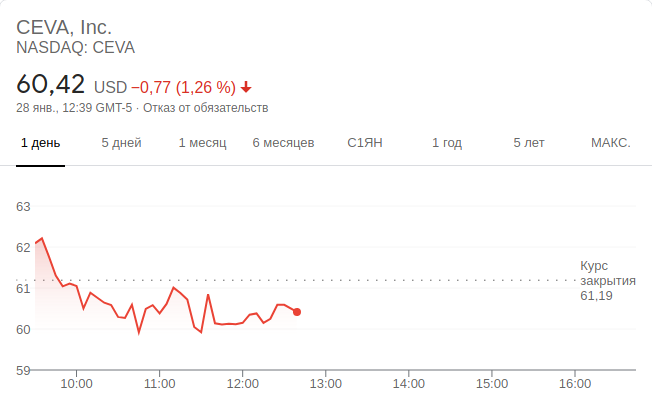 CEVA, Inc.
NASDAQ: CEVA
60,42 USD −0,77 (1,26 %)
28 янв., 12:39 GMT-5 · Отказ от обязательств
1 день 5 дней 1 месяц 6 месяцев С1ЯН 1 год 5 лет МАКС.
63
62
Курс
закрытия
61,19
61
60
59
10:00 11:00 12:00 13:00 14:00 15:00 16:00